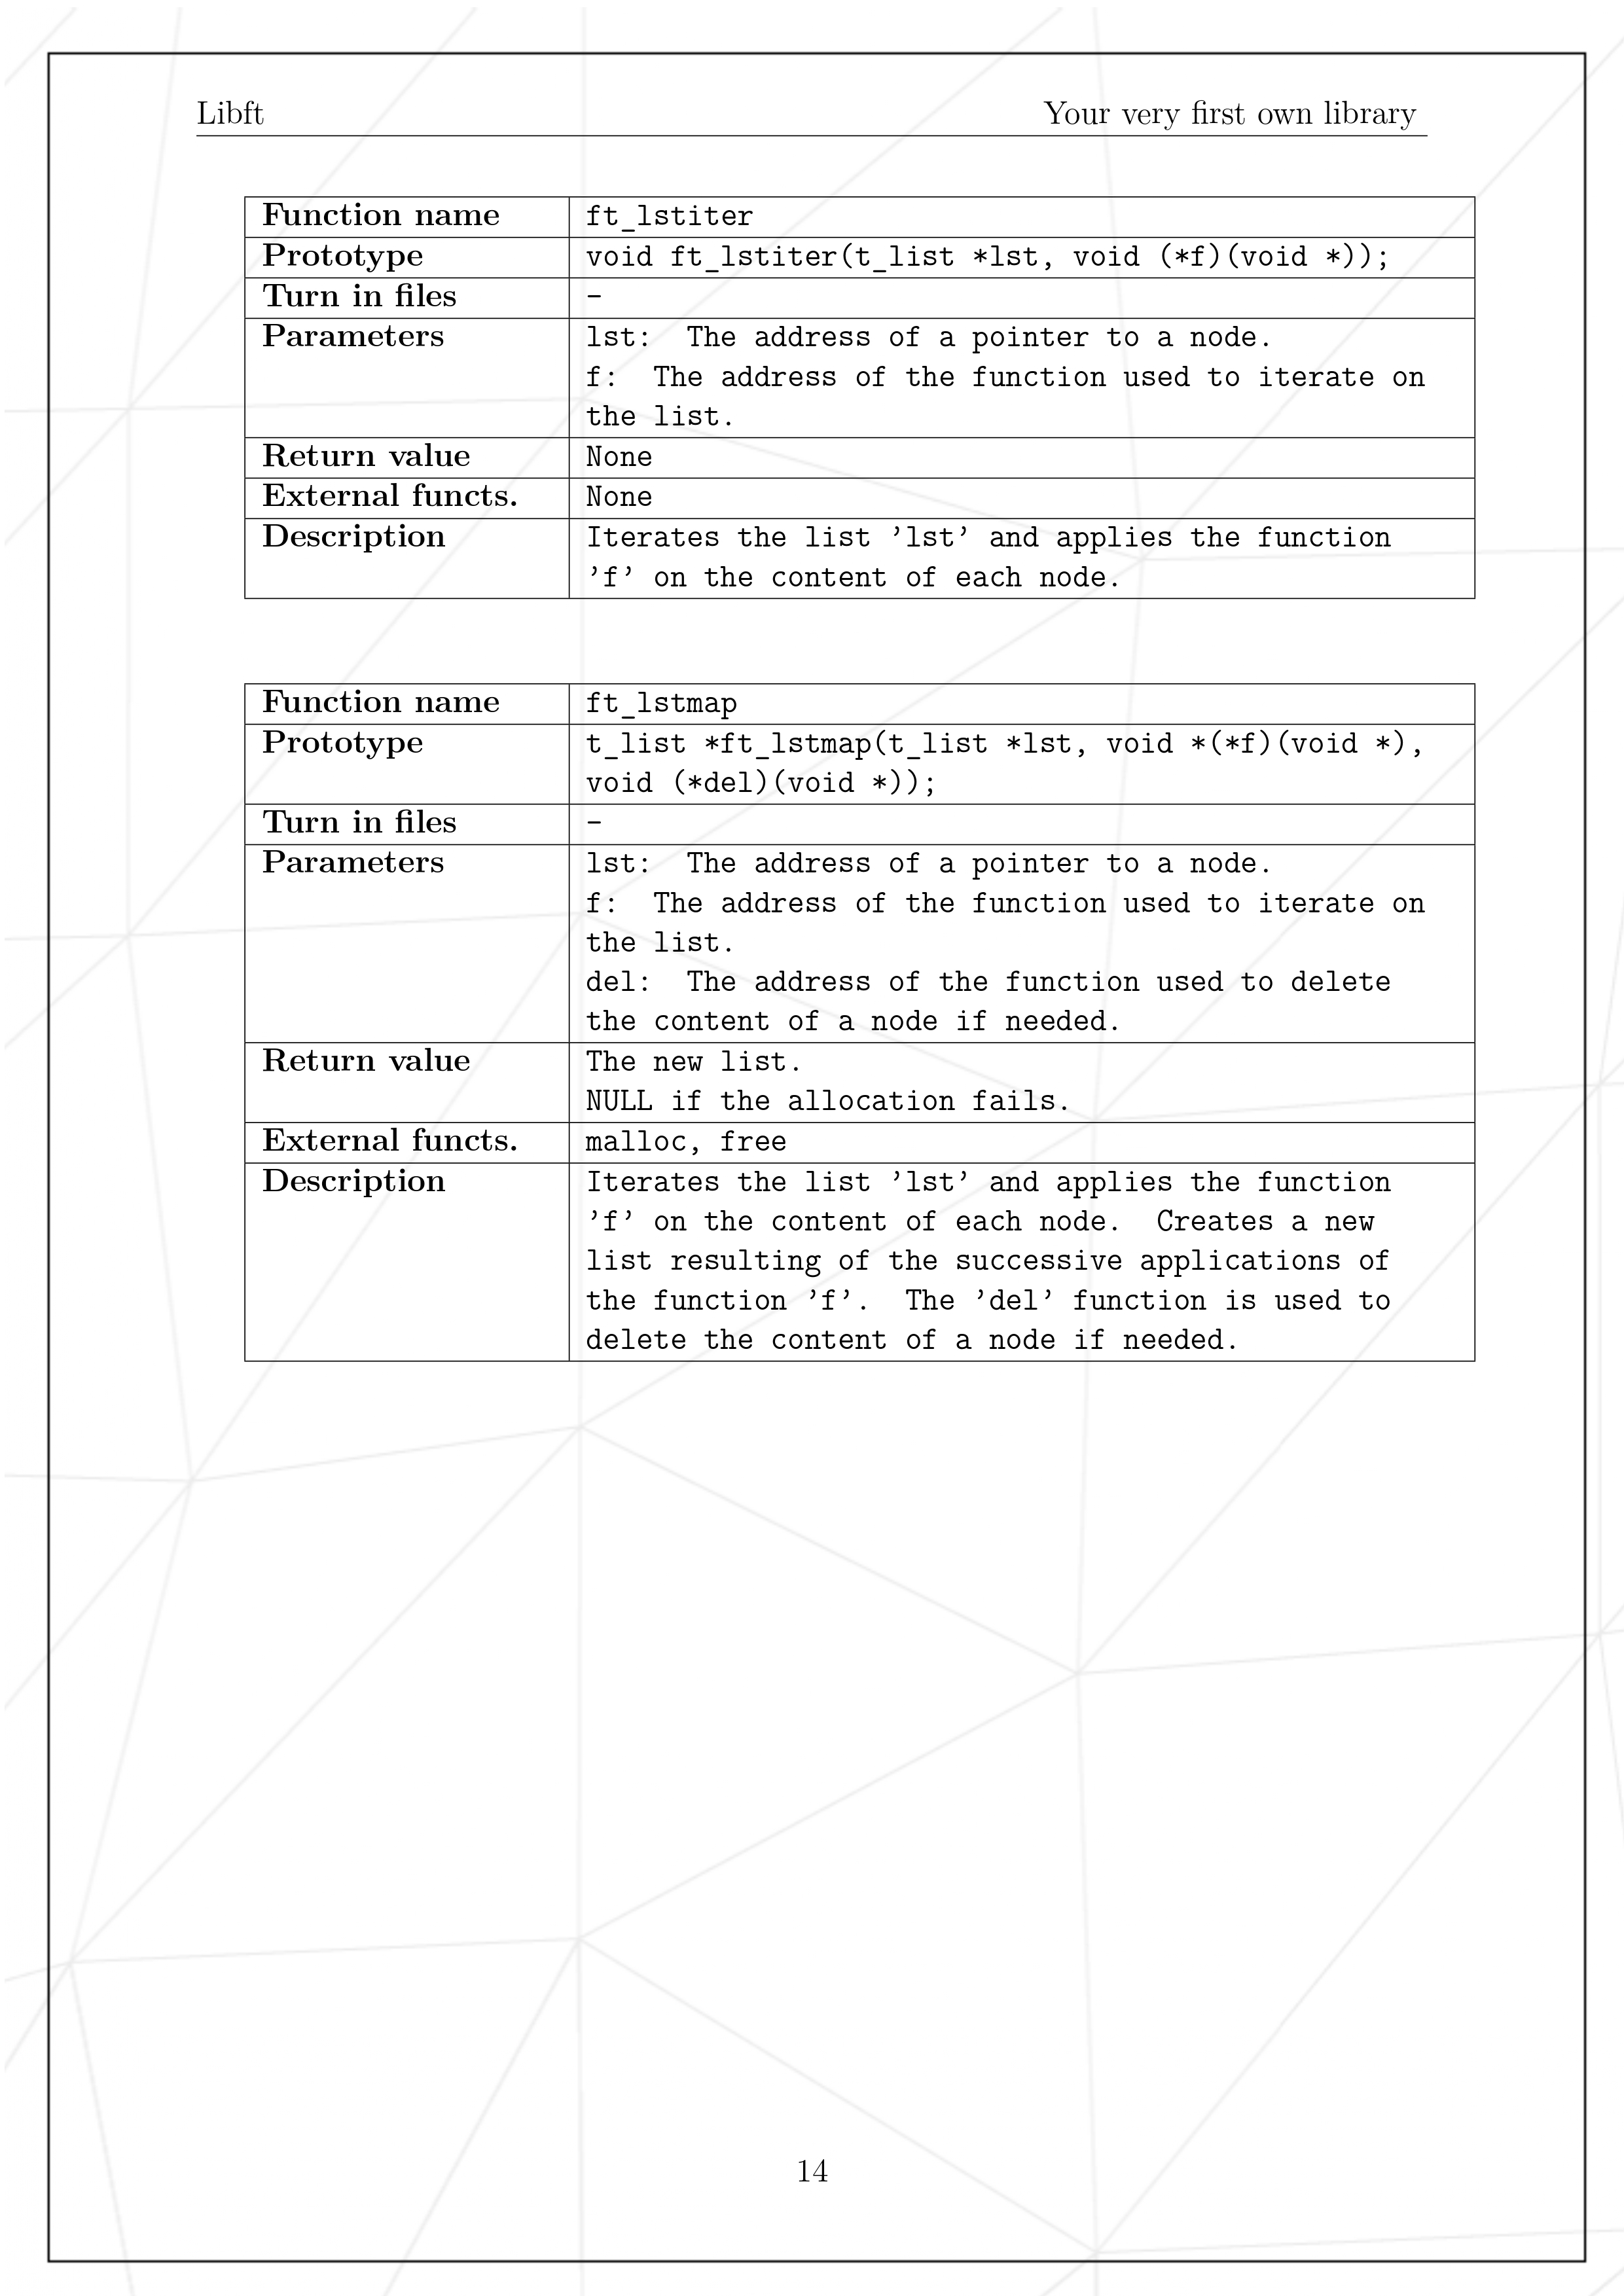 Libft Your very first own library
Function name ft_lstiter
Prototype void ft_lstiter(t_list *lst, void (*f)(void *));
Turn in files -
Parameters lst: The address of a pointer to a node.
f: The address of the function used to iterate on
the list.
Return value None
External functs. None
Description Iterates the list ’lst’ and applies the function
’f’ on the content of each node.
Function name ft_lstmap
Prototype t_list *ft_lstmap(t_list *lst, void *(*f)(void *),
void (*del)(void *));
Turn in files -
Parameters lst: The address of a pointer to a node.
f: The address of the function used to iterate on
the list.
del: The address of the function used to delete
the content of a node if needed.
Return value The new list.
NULL if the allocation fails.
External functs. malloc, free
Description Iterates the list ’lst’ and applies the function
’f’ on the content of each node. Creates a new
list resulting of the successive applications of
the function ’f’. The ’del’ function is used to
delete the content of a node if needed.
14